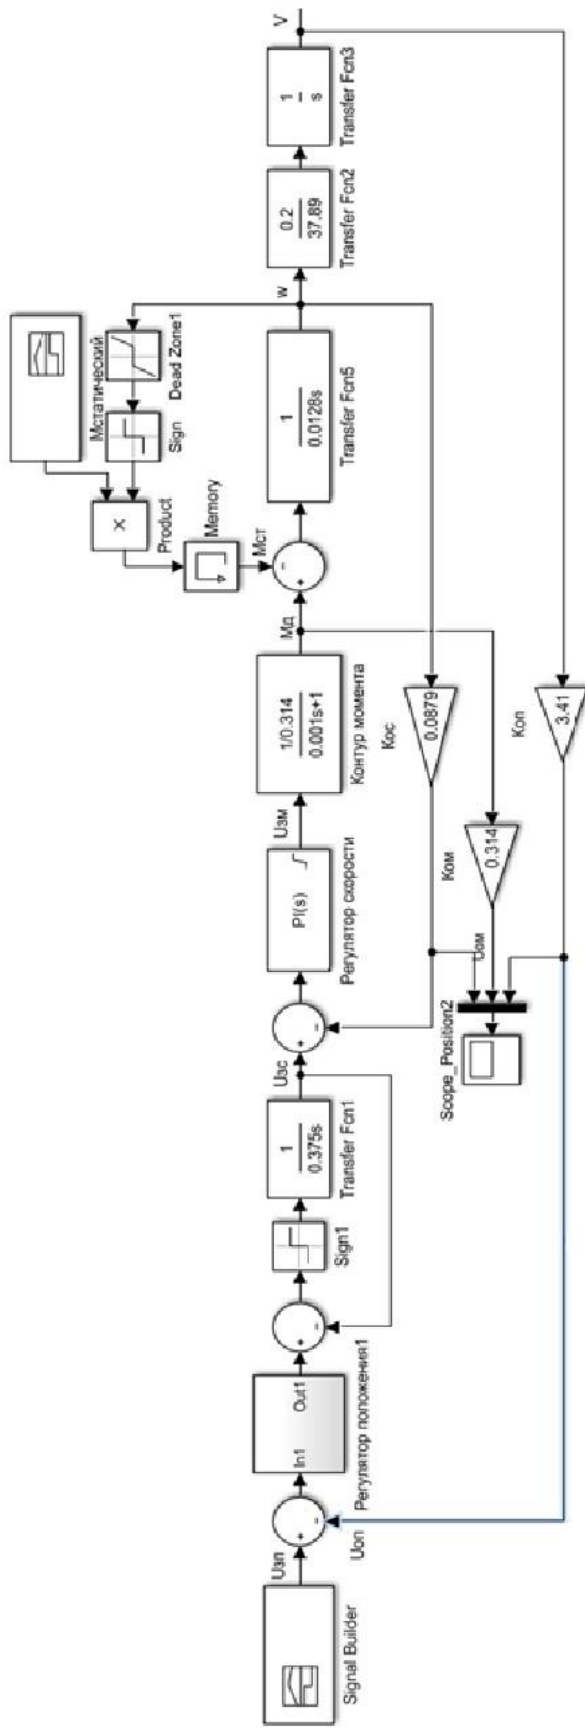 Signal Builder
Uзп
+
-
Uоп
In1
Out1
Регулятор положения1
+
-
Sign1
1
0.375s
Transfer Fcn1
Uзс
+
-
PI(s)
Регулятор скорости
Uзм
1/0.314
0.001s+1
Контур момента
Мд
+
-
Мст
Memory
Product
×
Sign
Мстатический
Dead Zone1
1
0.0128s
Transfer Fcn5
w
0.2
37.89
Transfer Fcn2
1
s
Transfer Fcn3
V
Кос
0.0879
Ком
0.314
Uом
Коп
3.41
Scope_Position2